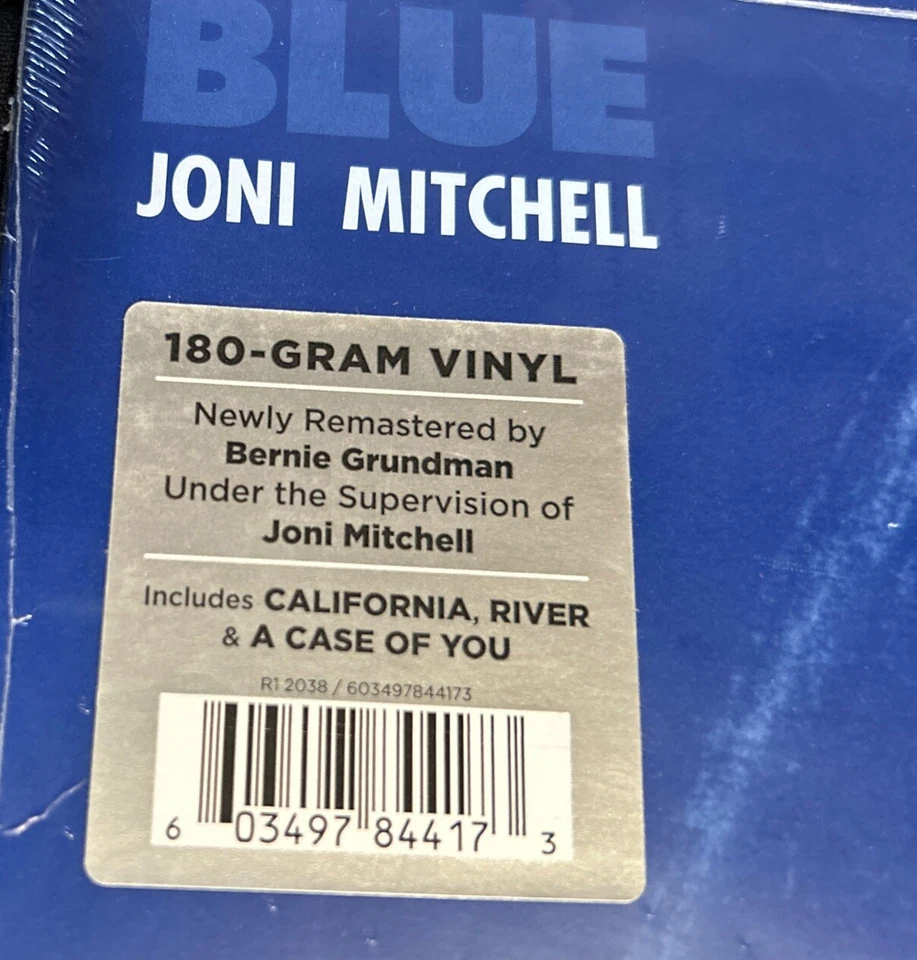 BLUE
JONI MITCHELL
180-GRAM VINYL
Newly Remastered by
Bernie Grundman
Under the Supervision of
Joni Mitchell
Includes CALIFORNIA, RIVER
& A CASE OF YOU
R1 2038 / 603497844173
6 03497 84417 3